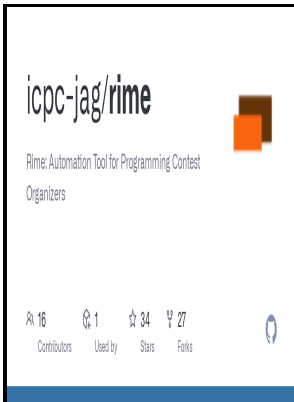 icpc-jag/rime
Rime: Automation Tool for Programming Contest
Organizers
16 1 34 27
Contributors Used by Stars Forks